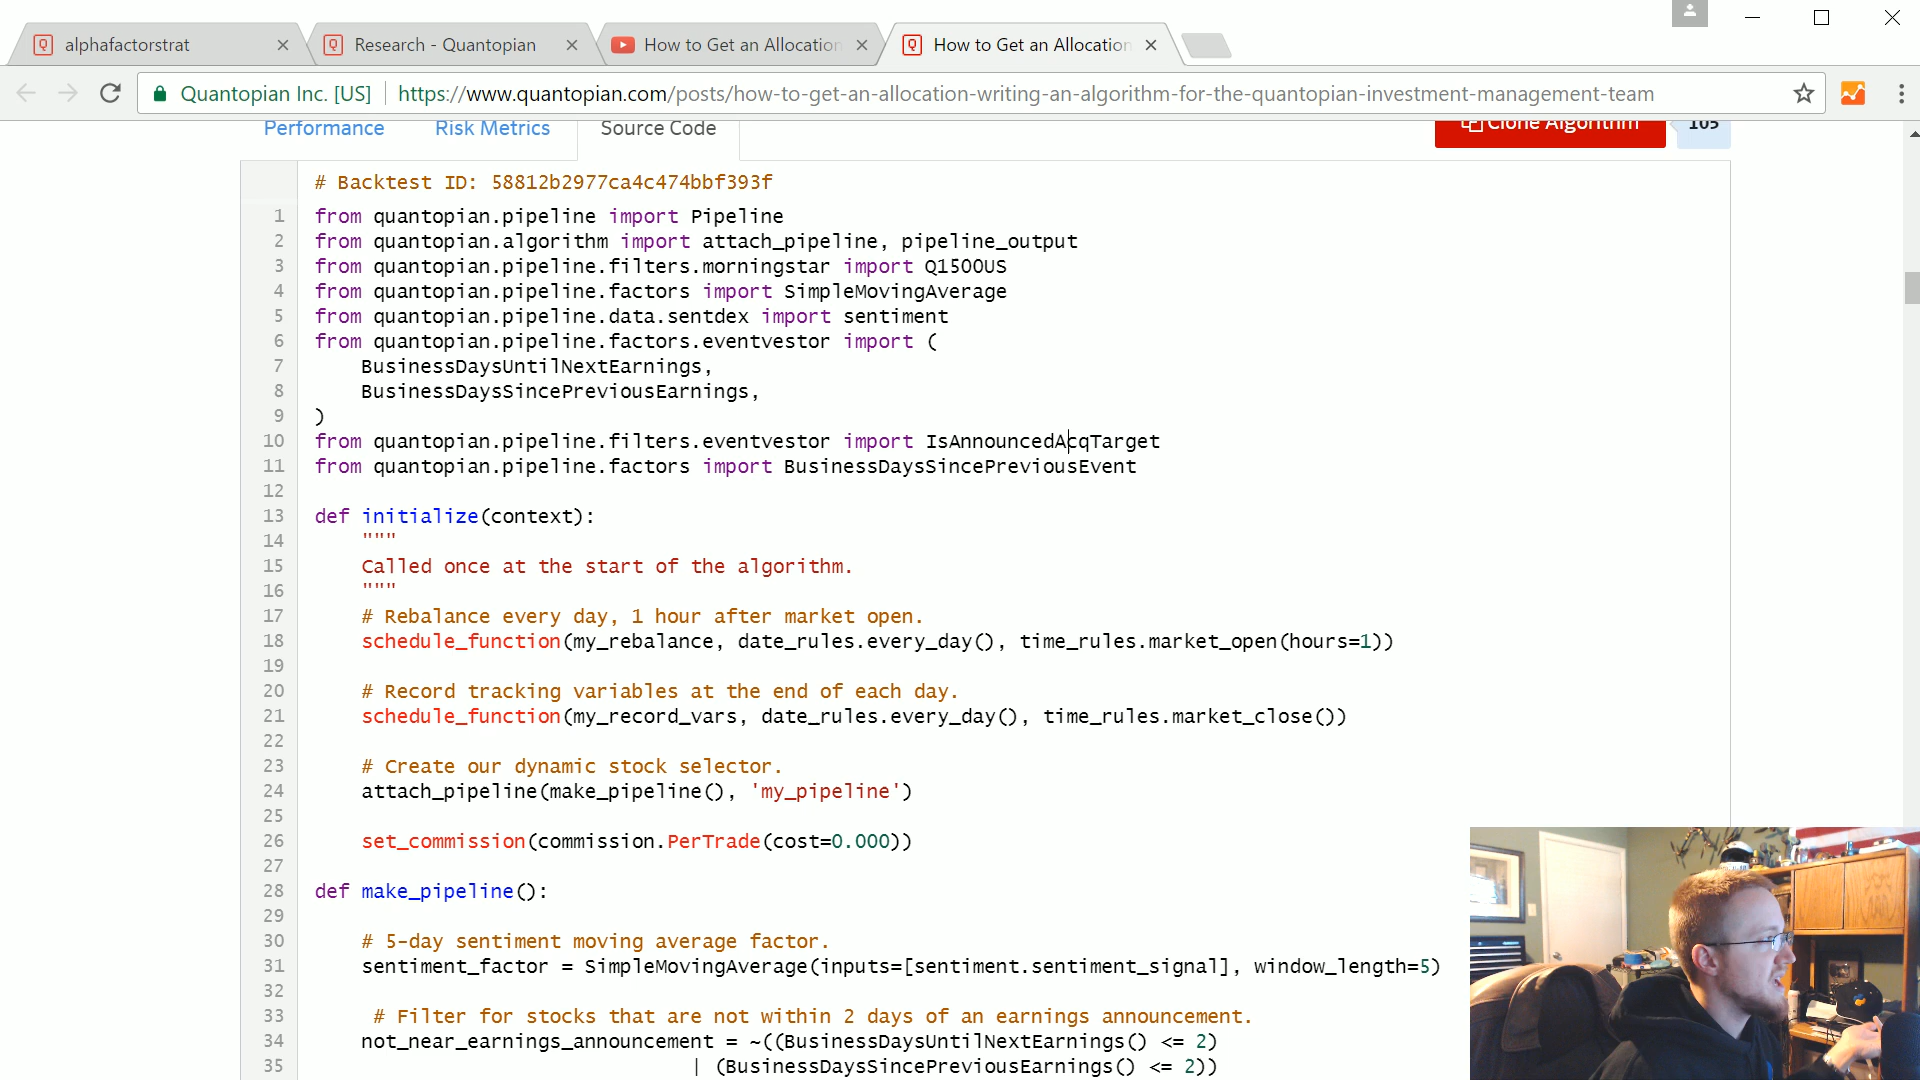 alphafactorstrat
Research - Quantopian
How to Get an Allocation
How to Get an Allocation
Quantopian Inc. [US]
https://www.quantopian.com/posts/how-to-get-an-allocation-writing-an-algorithm-for-the-quantopian-investment-management-team
Performance Risk Metrics Source Code Clone Algorithm 105
# Backtest ID: 58812b2977ca4c474bbf393f
1 from quantopian.pipeline import Pipeline
2 from quantopian.algorithm import attach_pipeline, pipeline_output
3 from quantopian.pipeline.filters.morningstar import Q1500US
4 from quantopian.pipeline.factors import SimpleMovingAverage
5 from quantopian.pipeline.data.sentdex import sentiment
6 from quantopian.pipeline.factors.eventvestor import (
7 BusinessDaysUntilNextEarnings,
8 BusinessDaysSincePreviousEarnings,
9 )
10 from quantopian.pipeline.filters.eventvestor import IsAnnouncedAcqTarget
11 from quantopian.pipeline.factors import BusinessDaysSincePreviousEvent
12
13 def initialize(context):
14 """
15 Called once at the start of the algorithm.
16 """
17 # Rebalance every day, 1 hour after market open.
18 schedule_function(my_rebalance, date_rules.every_day(), time_rules.market_open(hours=1))
19
20 # Record tracking variables at the end of each day.
21 schedule_function(my_record_vars, date_rules.every_day(), time_rules.market_close())
22
23 # Create our dynamic stock selector.
24 attach_pipeline(make_pipeline(), 'my_pipeline')
25
26 set_commission(commission.PerTrade(cost=0.000))
27
28 def make_pipeline():
29
30 # 5-day sentiment moving average factor.
31 sentiment_factor = SimpleMovingAverage(inputs=[sentiment.sentiment_signal], window_length=5)
32
33 # Filter for stocks that are not within 2 days of an earnings announcement.
34 not_near_earnings_announcement = ~((BusinessDaysUntilNextEarnings() <= 2)
35 | (BusinessDaysSincePreviousEarnings() <= 2))